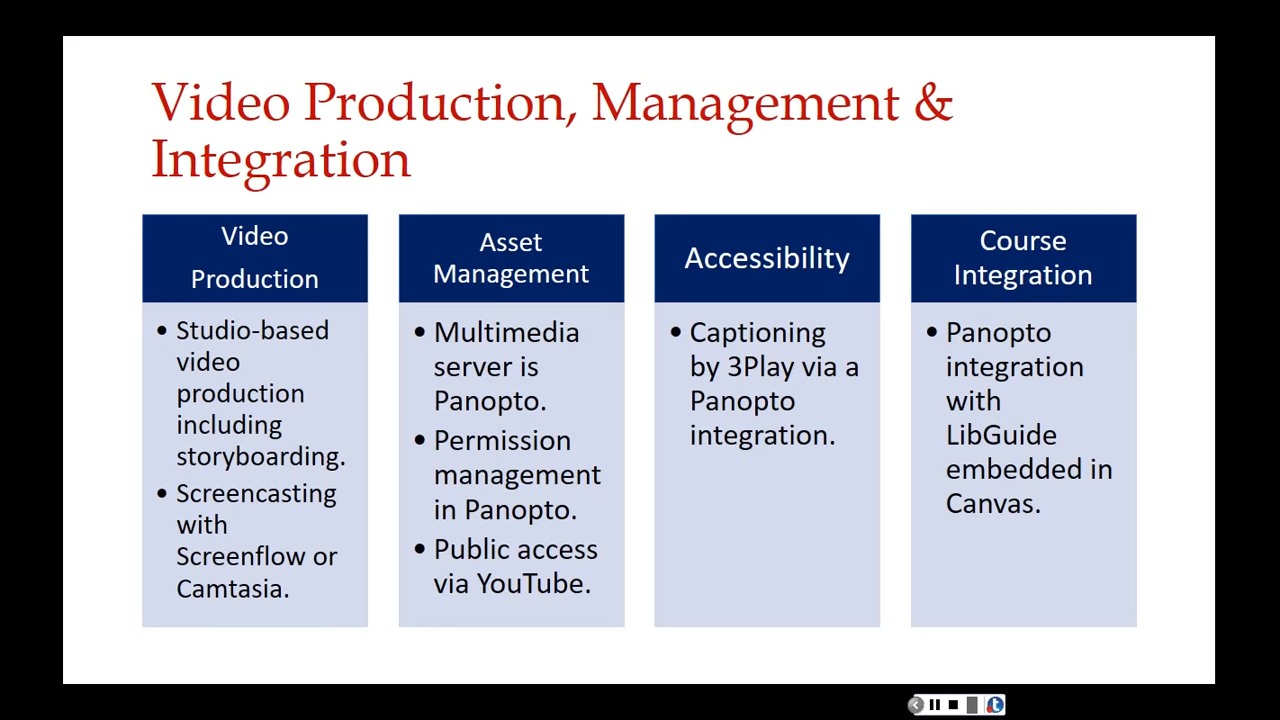 Video Production, Management &
Integration
Video
Production
• Studio-based
video
production
including
storyboarding.
• Screencasting
with
Screenflow or
Camtasia.
Asset
Management
• Multimedia
server is
Panopto.
• Permission
management
in Panopto.
• Public access
via YouTube.
Accessibility
• Captioning
by 3Play via a
Panopto
integration.
Course
Integration
• Panopto
integration
with
LibGuide
embedded in
Canvas.